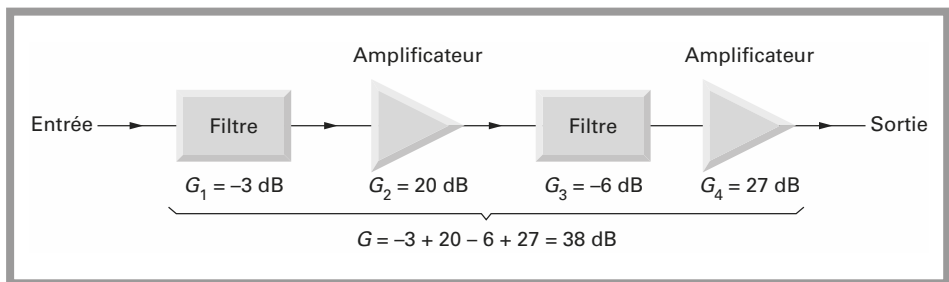 Amplificateur Amplificateur
Entrée Filtre Filtre Sortie
G₁ = –3 dB G₂ = 20 dB G₃ = –6 dB G₄ = 27 dB
G = –3 + 20 – 6 + 27 = 38 dB